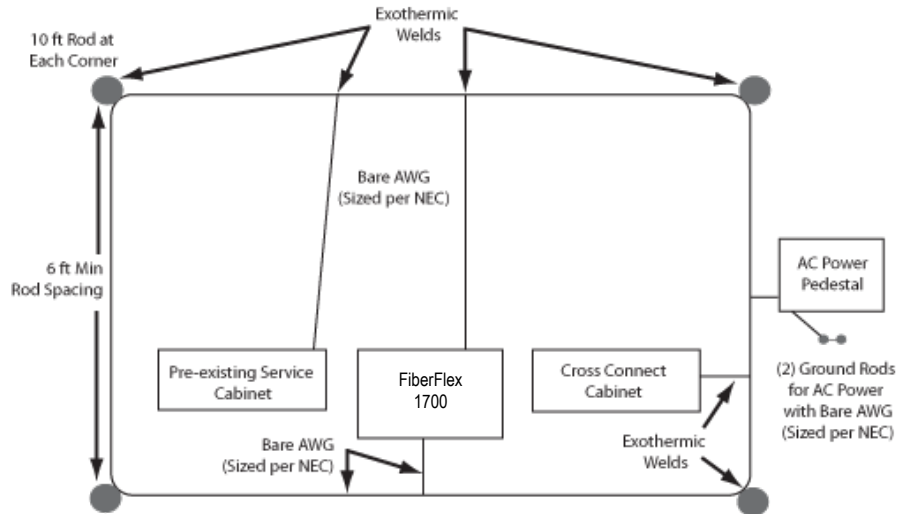 Exothermic
Welds
10 ft Rod at
Each Corner
Bare AWG
(Sized per NEC)
6 ft Min
Rod Spacing
AC Power
Pedestal
Pre-existing Service
Cabinet
FiberFlex
1700
Cross Connect
Cabinet
(2) Ground Rods
for AC Power
with Bare AWG
(Sized per NEC)
Bare AWG
(Sized per NEC)
Exothermic
Welds